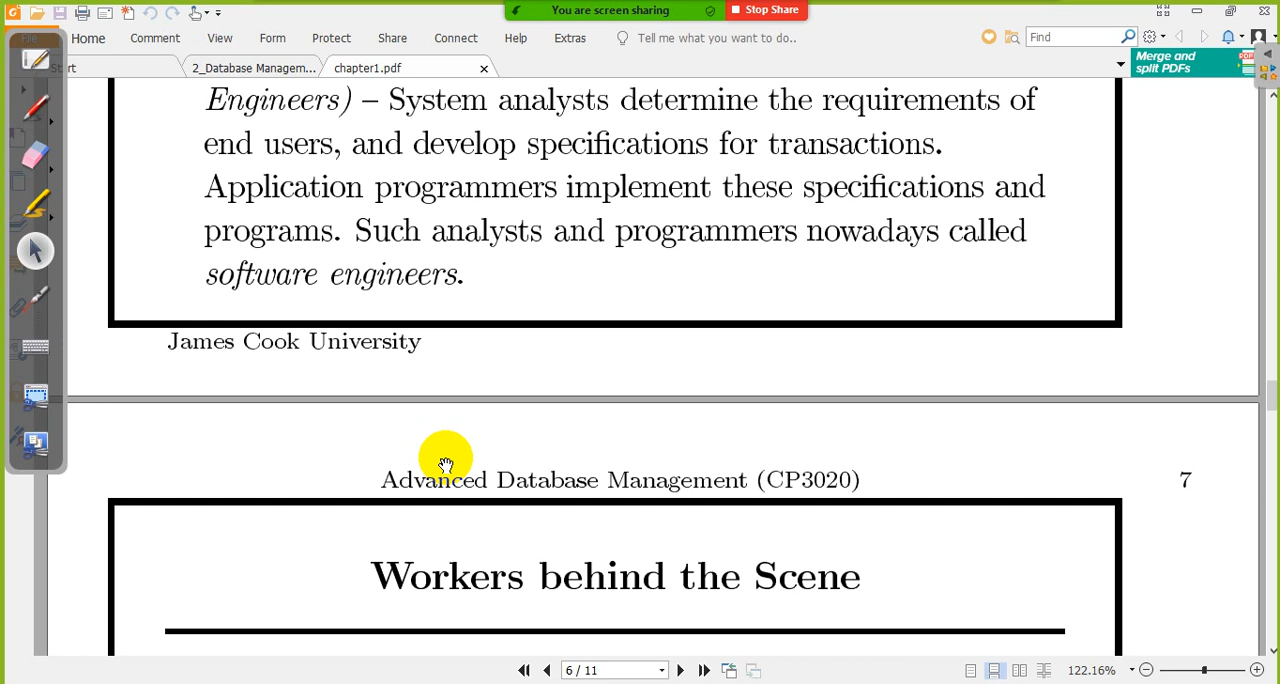 You are screen sharing
Stop Share
File
Home
Comment
View
Form
Protect
Share
Connect
Help
Extras
Tell me what you want to do..
Find
2_Database Managem...
chapter1.pdf
Merge and
split PDFs
Engineers) – System analysts determine the requirements of
end users, and develop specifications for transactions.
Application programmers implement these specifications and
programs. Such analysts and programmers nowadays called
software engineers.
James Cook University
Advanced Database Management (CP3020)
7
Workers behind the Scene
6 / 11
122.16%